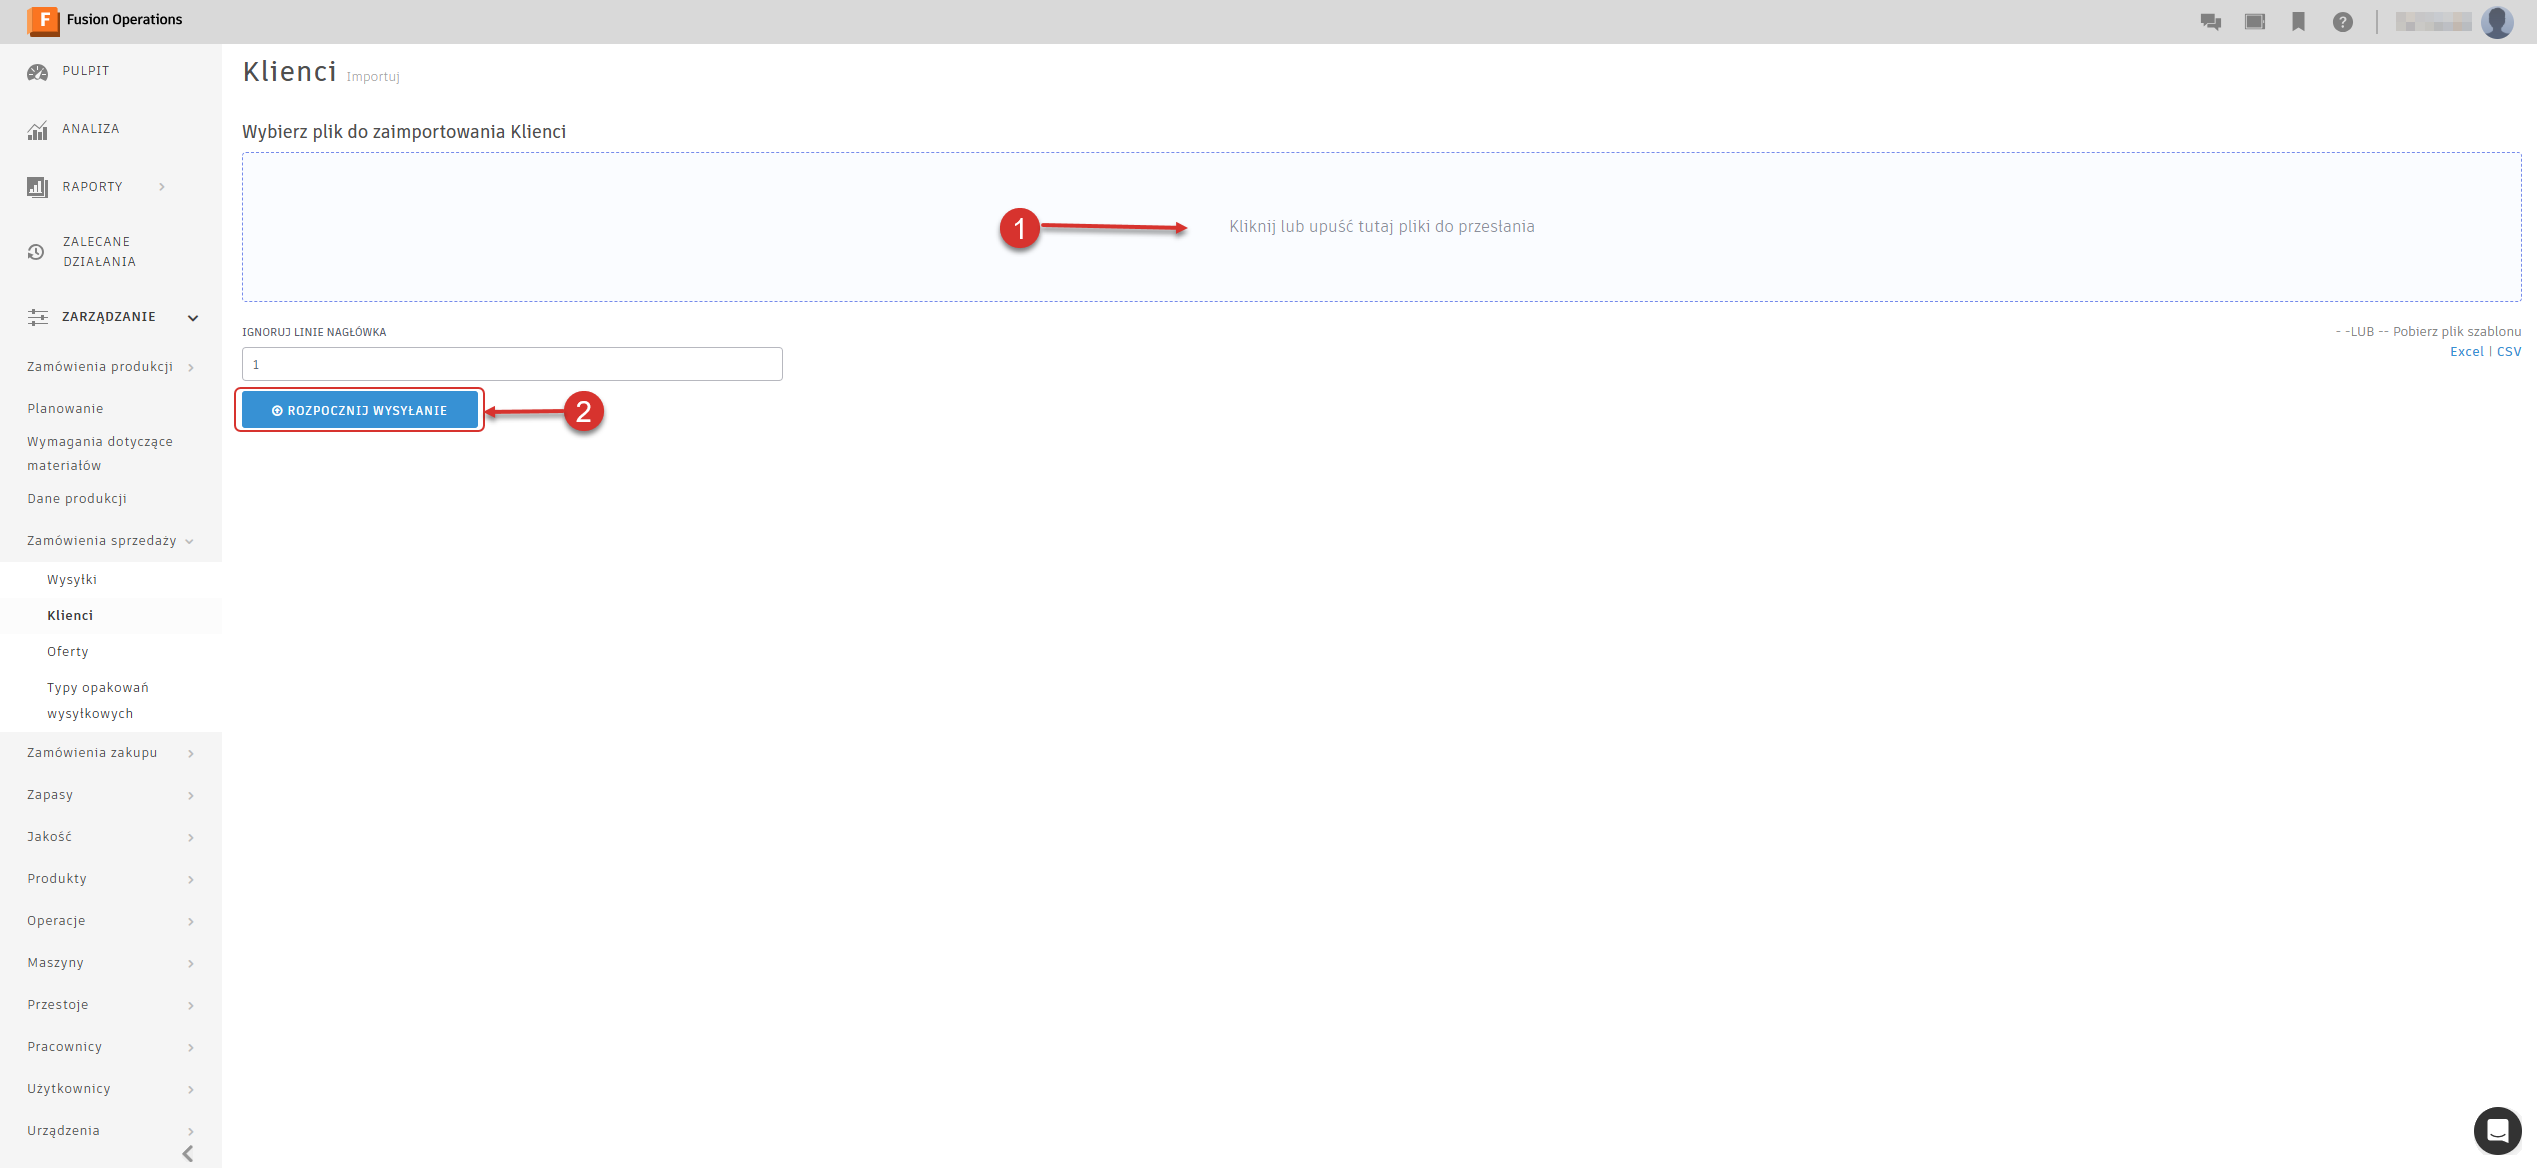 F Fusion Operations
PULPIT
ANALIZA
RAPORTY
ZALECANE
DZIAŁANIA
ZARZĄDZANIE
Zamówienia produkcji
Planowanie
Wymagania dotyczące
materiałów
Dane produkcji
Zamówienia sprzedaży
Wysyłki
Klienci
Oferty
Typy opakowań
wysyłkowych
Zamówienia zakupu
Zapasy
Jakość
Produkty
Operacje
Maszyny
Przestoje
Pracownicy
Użytkownicy
Urządzenia
Klienci Importuj
Wybierz plik do zaimportowania Klienci
1 Kliknij lub upuść tutaj pliki do przesłania
IGNORUJ LINIE NAGŁÓWKA
1
- -LUB -- Pobierz plik szablonu
Excel | CSV
ROZPOCZNIJ WYSYŁANIE 2